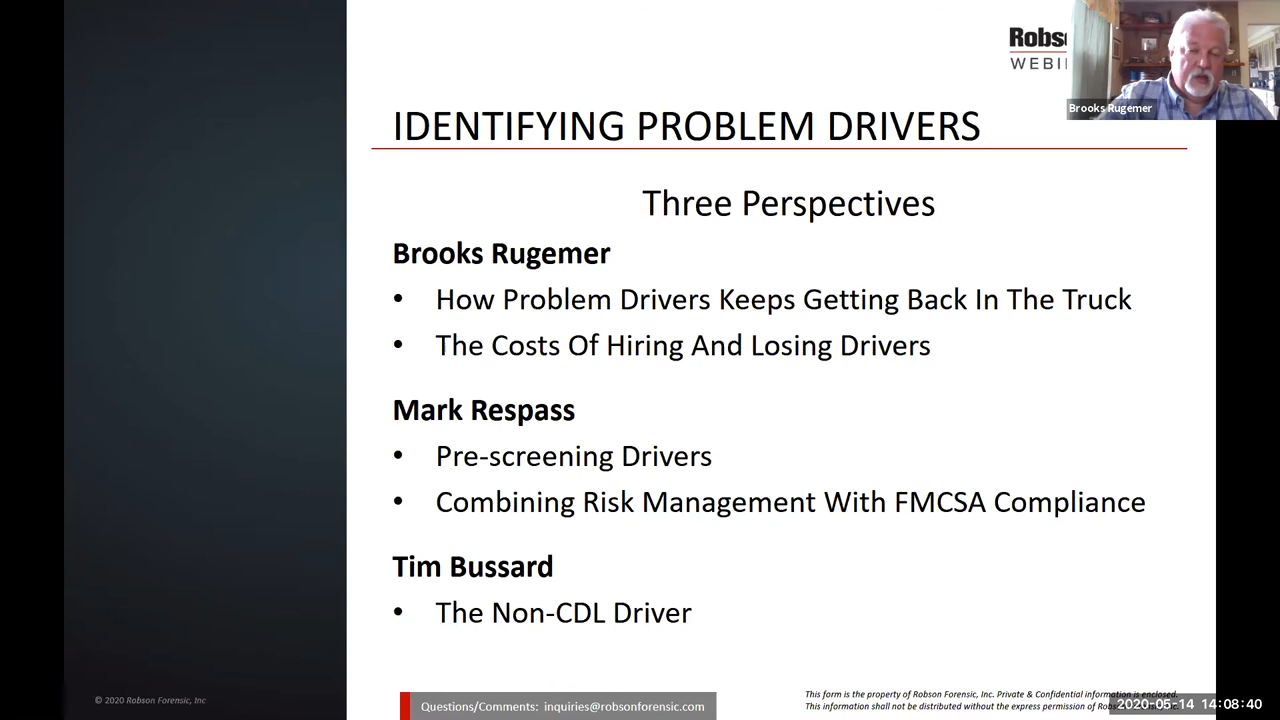 Robs
WEBI
Brooks Rugemer
IDENTIFYING PROBLEM DRIVERS
Three Perspectives
Brooks Rugemer
• How Problem Drivers Keeps Getting Back In The Truck
• The Costs Of Hiring And Losing Drivers
Mark Respass
• Pre-screening Drivers
• Combining Risk Management With FMCSA Compliance
Tim Bussard
• The Non-CDL Driver
© 2020 Robson Forensic, Inc
Questions/Comments: inquiries@robsonforensic.com
This form is the property of Robson Forensic, Inc. Private & Confidential information is enclosed.
This information shall not be distributed without the express permission of
2020-05-14 14:08:40